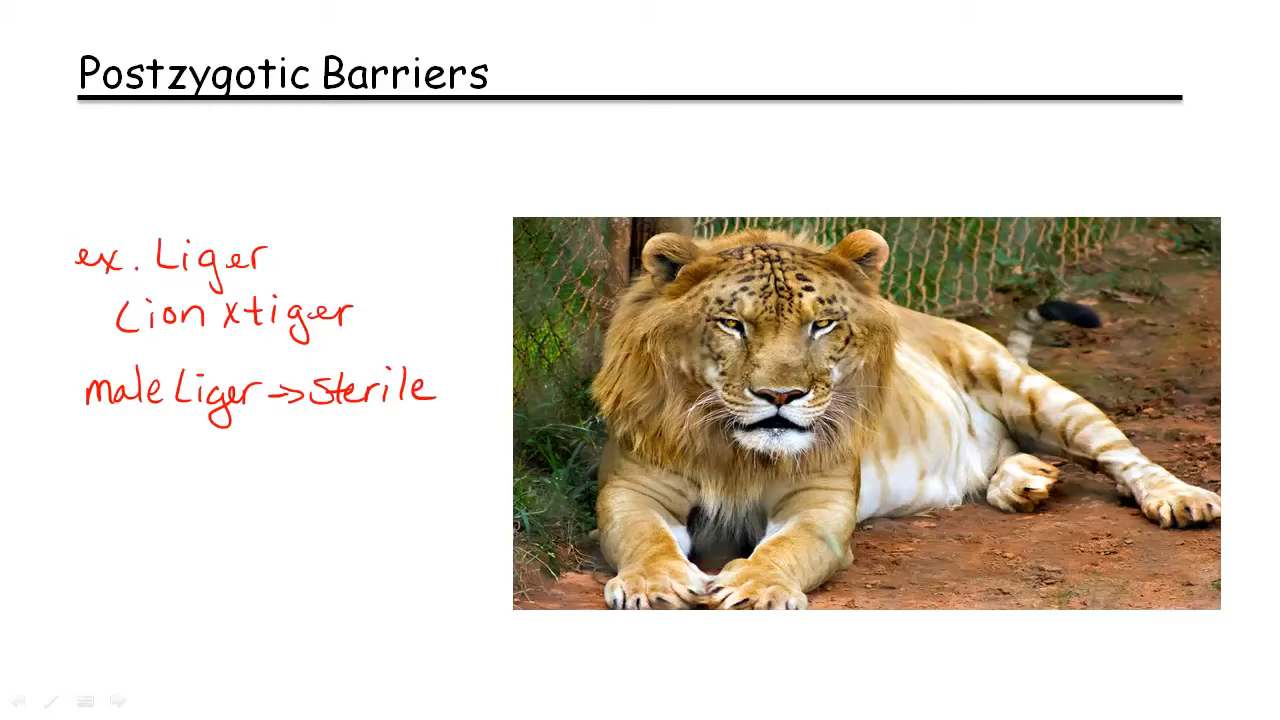 Postzygotic Barriers
ex. Liger
Lion x tiger
male Liger → Sterile